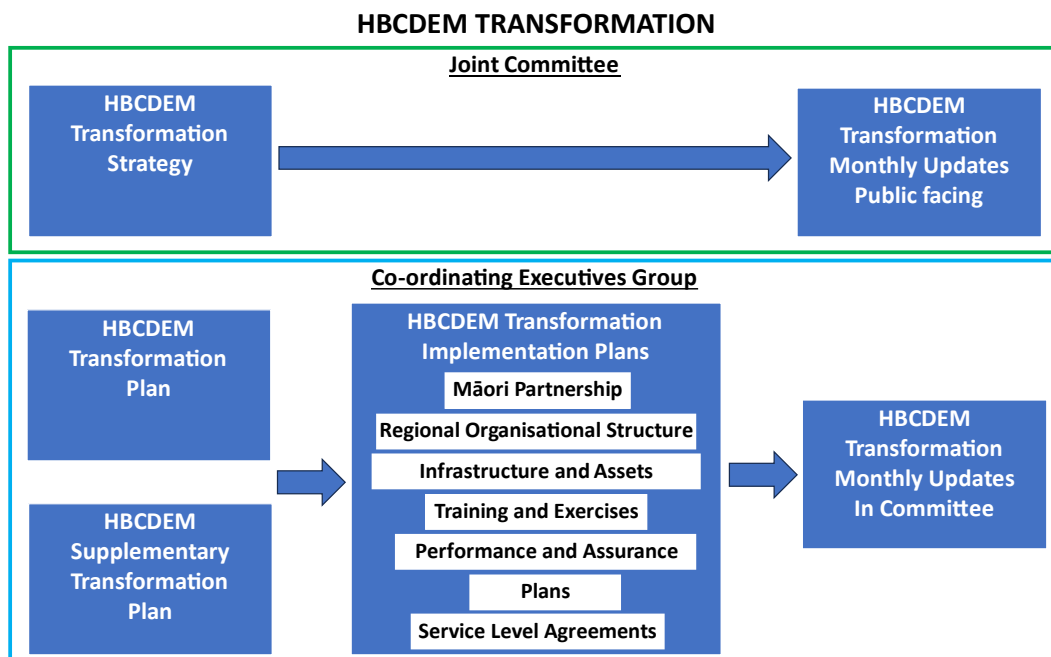 HBCDEM TRANSFORMATION
Joint Committee
HBCDEM
Transformation
Strategy
HBCDEM
Transformation
Monthly Updates
Public facing
Co-ordinating Executives Group
HBCDEM
Transformation
Plan
HBCDEM
Supplementary
Transformation
Plan
HBCDEM Transformation
Implementation Plans
Māori Partnership
Regional Organisational Structure
Infrastructure and Assets
Training and Exercises
Performance and Assurance
Plans
Service Level Agreements
HBCDEM
Transformation
Monthly Updates
In Committee